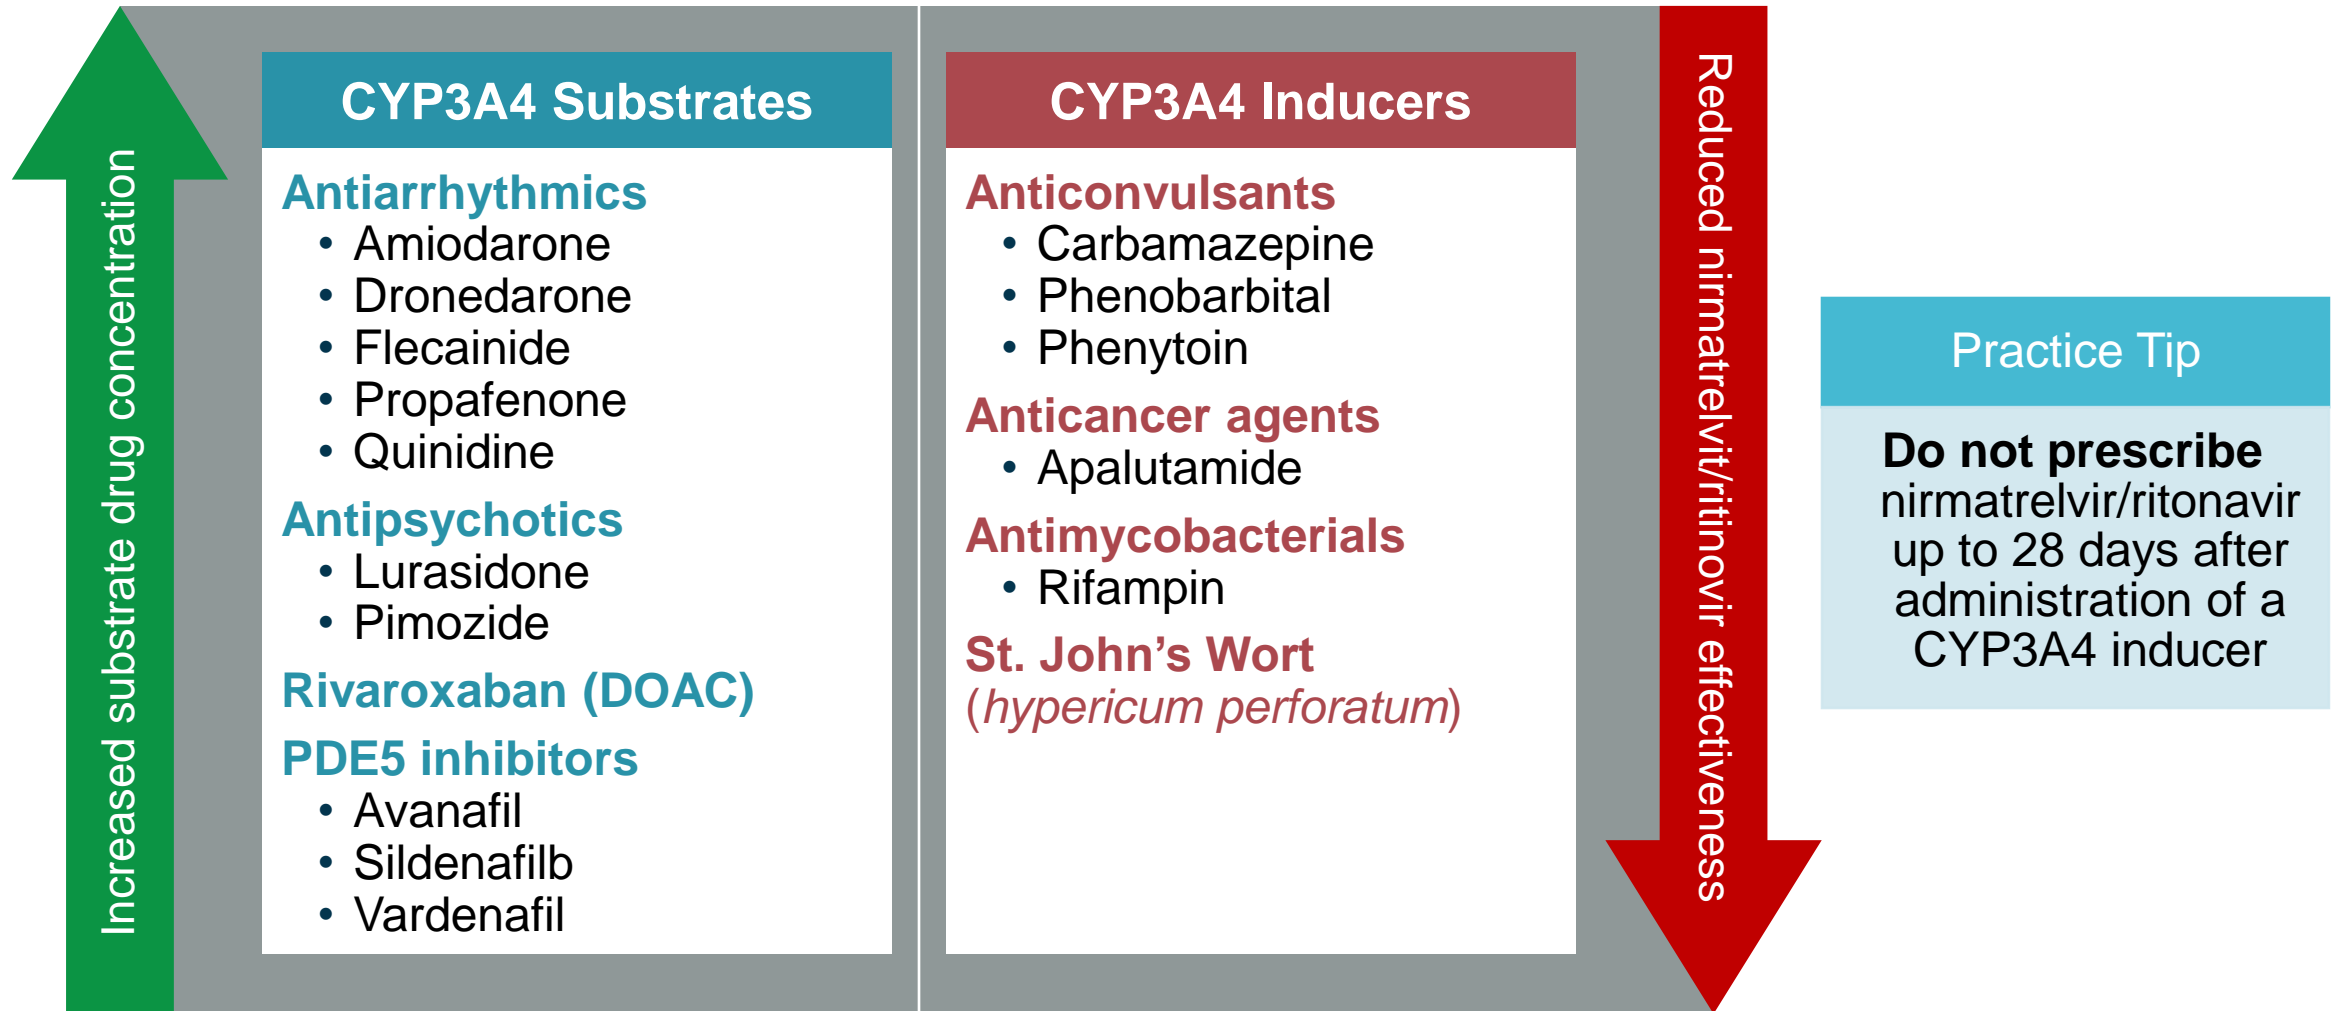 Increased substrate drug concentration
CYP3A4 Substrates
Antiarrhythmics
• Amiodarone
• Dronedarone
• Flecainide
• Propafenone
• Quinidine
Antipsychotics
• Lurasidone
• Pimozide
Rivaroxaban (DOAC)
PDE5 inhibitors
• Avanafil
• Sildenafilb
• Vardenafil
CYP3A4 Inducers
Anticonvulsants
• Carbamazepine
• Phenobarbital
• Phenytoin
Anticancer agents
• Apalutamide
Antimycobacterials
• Rifampin
St. John’s Wort
(hypericum perforatum)
Reduced nirmatrelvit/ritinovir effectiveness
Practice Tip
Do not prescribe
nirmatrelvir/ritonavir
up to 28 days after
administration of a
CYP3A4 inducer